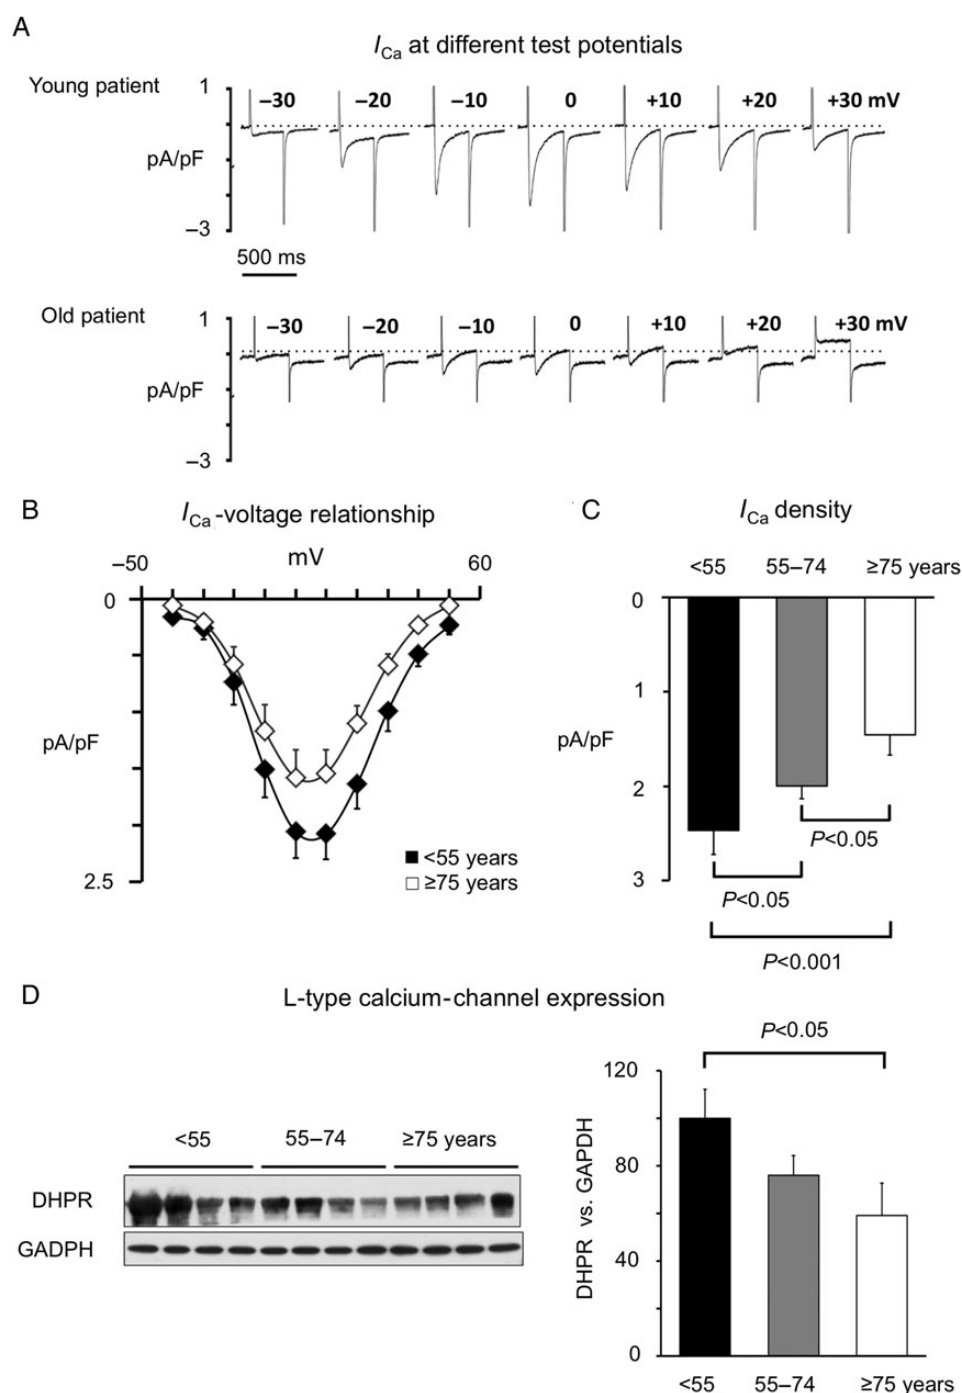 A
I Ca at different test potentials
Young patient
1
−30 −20 −10 0 +10 +20 +30 mV
pA/pF
−3
500 ms
Old patient
1
−30 −20 −10 0 +10 +20 +30 mV
pA/pF
−3
B
I Ca-voltage relationship
−50 mV 60
0
pA/pF
2.5
<55 years
≥75 years
C
I Ca density
<55 55–74 ≥75 years
0
1
pA/pF
2
3
P<0.05
P<0.05
P<0.001
D
L-type calcium-channel expression
<55 55–74 ≥75 years
DHPR
GADPH
P<0.05
120
80
40
0
DHPR vs. GAPDH
<55 55–74 ≥75 years